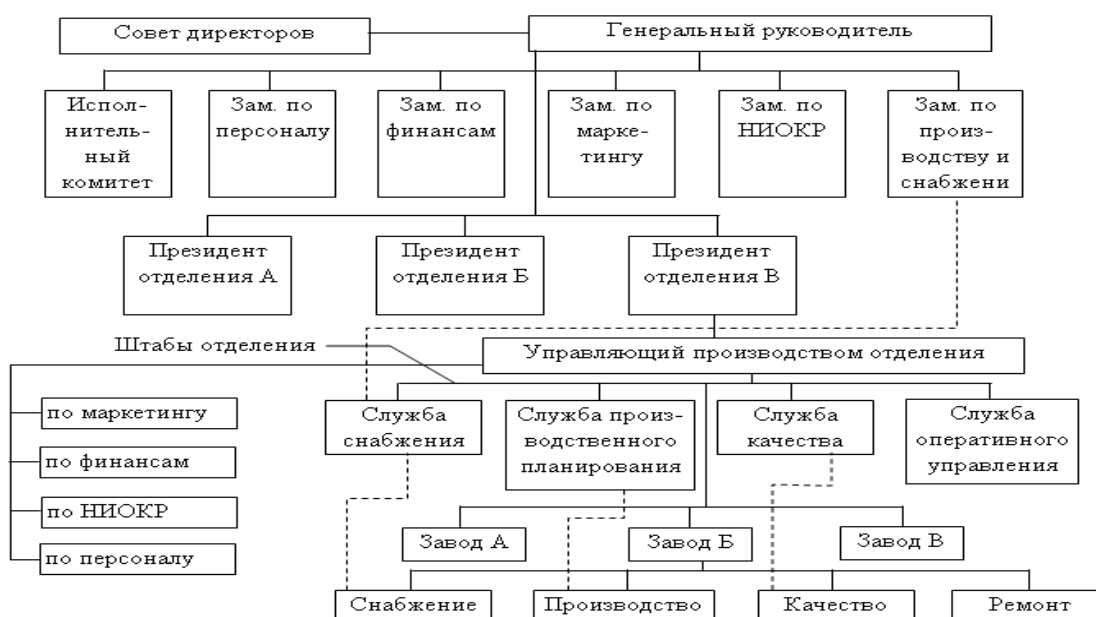 Совет директоров
Генеральный руководитель
Испол-
нитель-
ный
комитет
Зам. по
персоналу
Зам. по
финансам
Зам. по
марке-
тингу
Зам. по
НИОКР
Зам. по
произ-
водству и
снабжени
Президент
отделения А
Президент
отделения Б
Президент
отделения В
Штабы отделения
Управляющий производством отделения
по маркетингу
по финансам
по НИОКР
по персоналу
Служба
снабжения
Служба произ-
водственного
планирования
Служба
качества
Служба
оперативного
управления
Завод А
Завод Б
Завод В
Снабжение
Производство
Качество
Ремонт